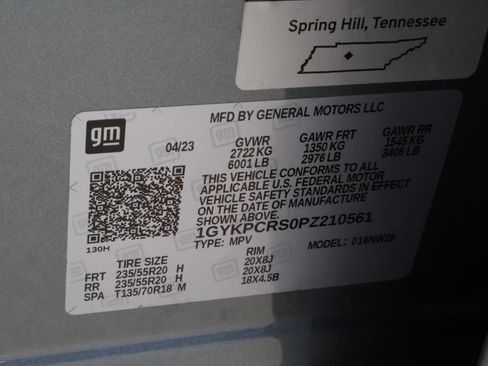 Spring Hill, Tennessee
gm
MFD BY GENERAL MOTORS LLC
04/23 GVWR GAWR FRT GAWR RR
2722 KG 1350 KG 1545 KG
6001 LB 2976 LB 3406 LB
THIS VEHICLE CONFORMS TO ALL
APPLICABLE U.S. FEDERAL MOTOR
VEHICLE SAFETY STANDARDS IN EFFECT
ON THE DATE OF MANUFACTURE
SHOWN ABOVE.
1GYKPCRS0PZ210561
130H
TYPE: MPV MODEL: 016NW26
TIRE SIZE RIM
FRT 235/55R20 H 20X8J
RR 235/55R20 H 20X8J
SPA T135/70R18 M 18X4.5B